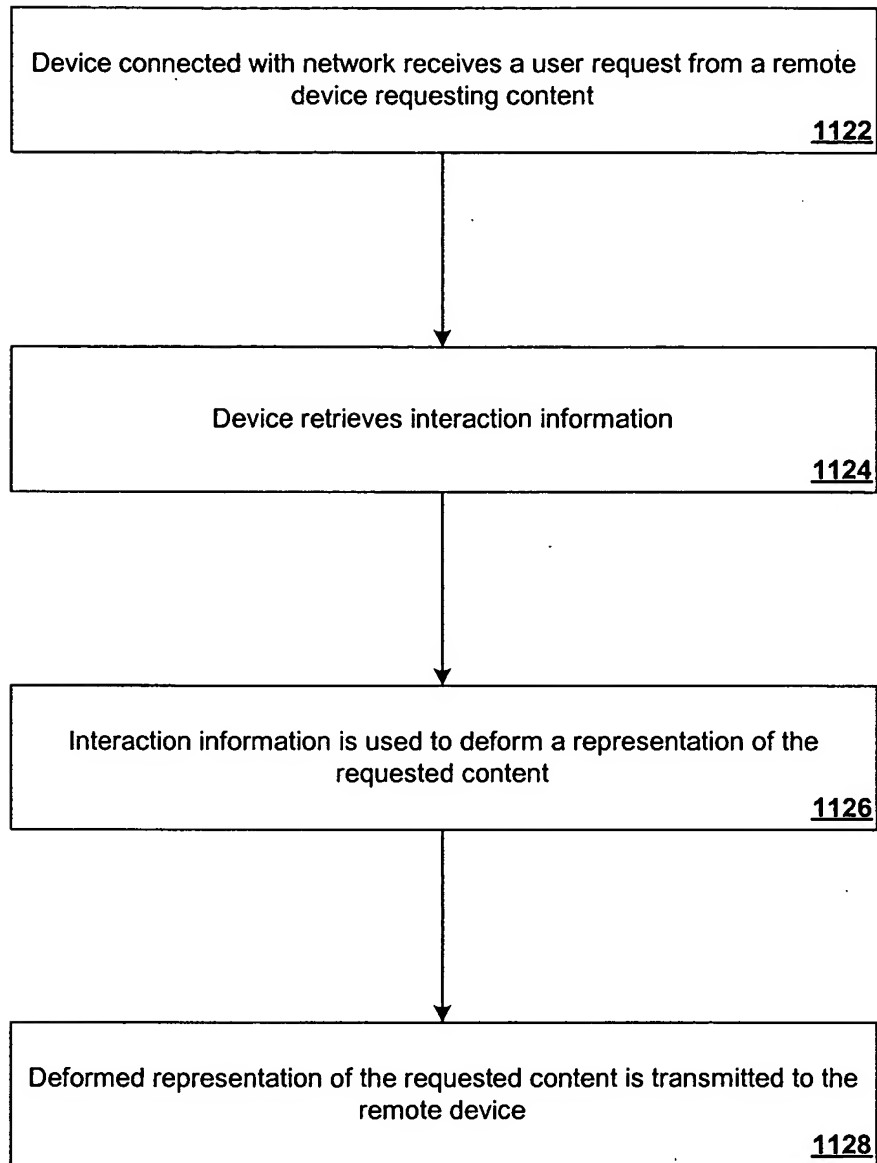 Device connected with network receives a user request from a remote
device requesting content
1122
Device retrieves interaction information
1124
Interaction information is used to deform a representation of the
requested content
1126
Deformed representation of the requested content is transmitted to the
remote device
1128